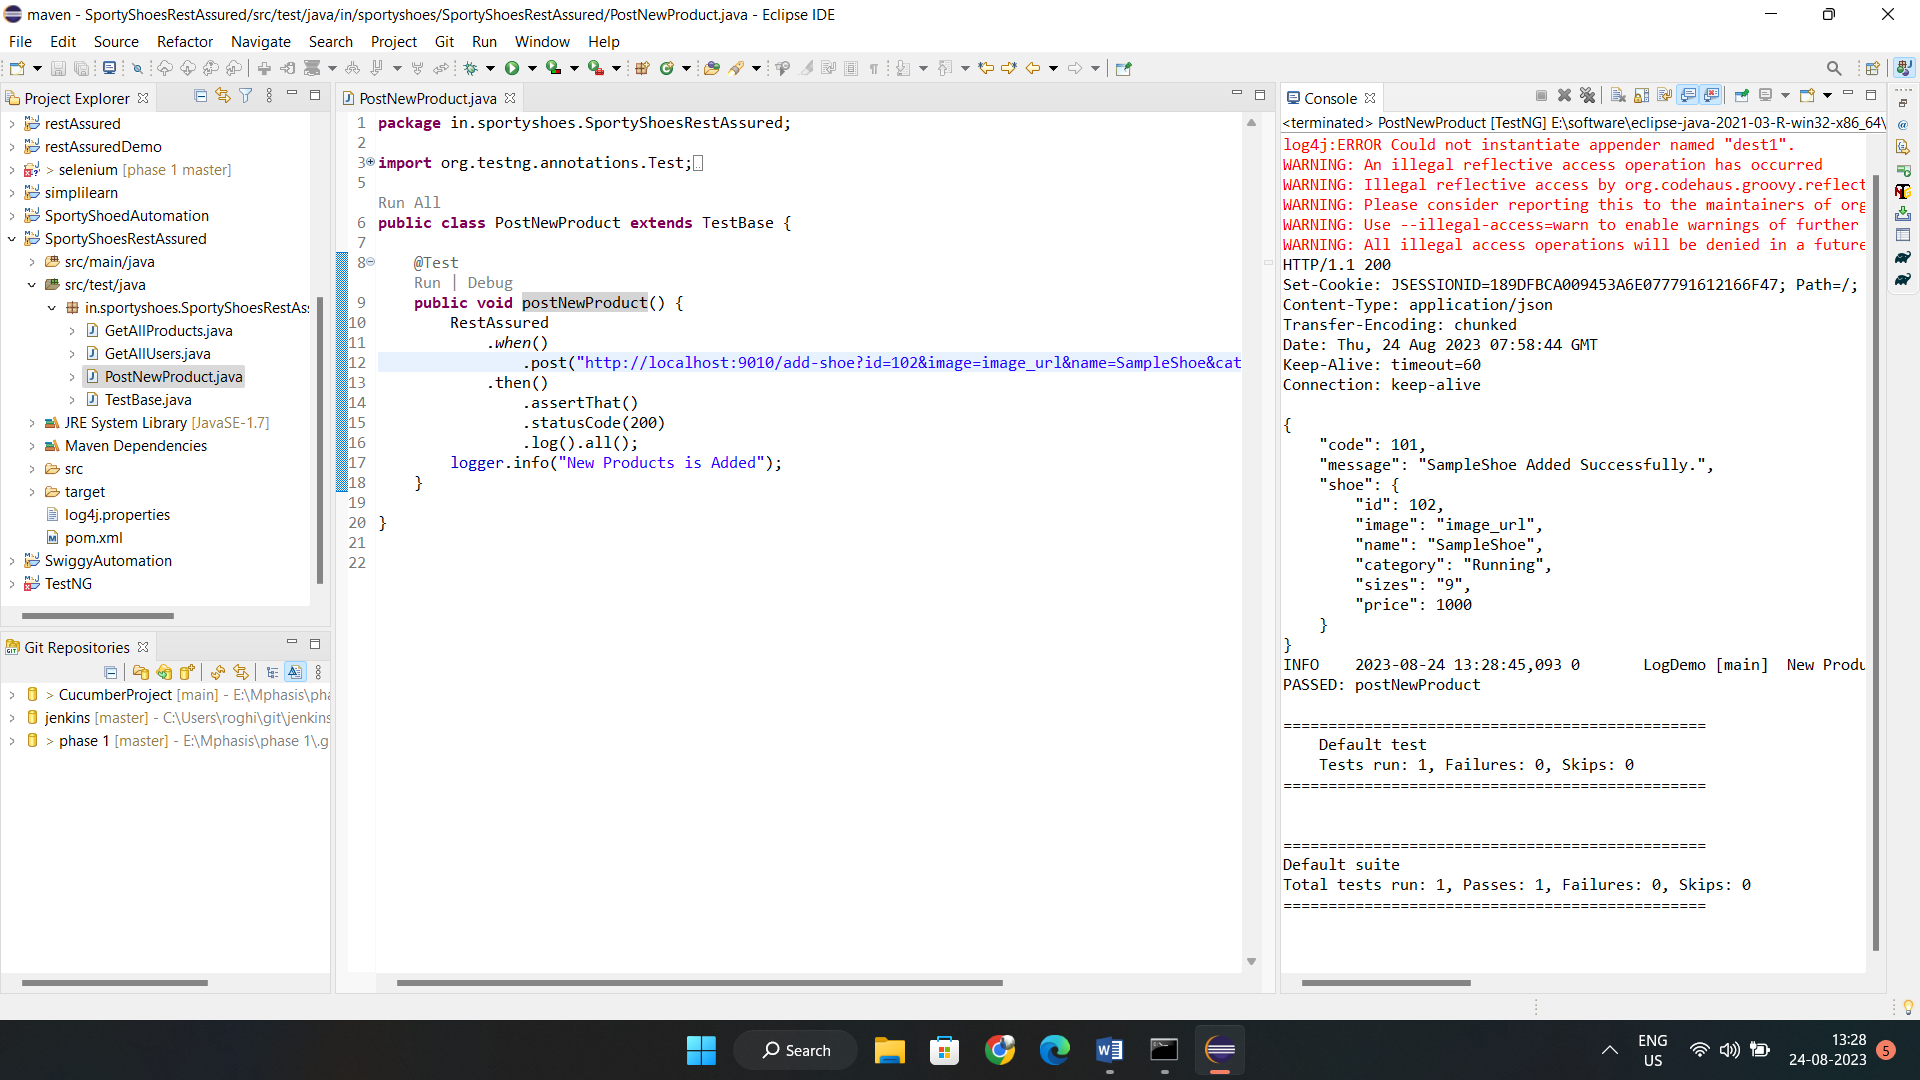 maven - SportyShoesRestAssured/src/test/java/in/sportyshoes/SportyShoesRestAssured/PostNewProduct.java - Eclipse IDE
File Edit Source Refactor Navigate Search Project Git Run Window Help
Project Explorer
restAssured
restAssuredDemo
> selenium [phase 1 master]
simplilearn
SportyShoedAutomation
SportyShoesRestAssured
src/main/java
src/test/java
in.sportyshoes.SportyShoesRestAs
GetAllProducts.java
GetAllUsers.java
PostNewProduct.java
TestBase.java
JRE System Library [JavaSE-1.7]
Maven Dependencies
src
target
log4j.properties
pom.xml
SwiggyAutomation
TestNG
Git Repositories
> CucumberProject [main] - E:\Mphasis\pha
jenkins [master] - C:\Users\roghi\git\jenkins
> phase 1 [master] - E:\Mphasis\phase 1\.g
PostNewProduct.java
1 package in.sportyshoes.SportyShoesRestAssured;
2
3 import org.testng.annotations.Test;
5
Run All
6 public class PostNewProduct extends TestBase {
7
8 @Test
Run | Debug
9 public void postNewProduct() {
10 RestAssured
11 .when()
12 .post("http://localhost:9010/add-shoe?id=102&image=image_url&name=SampleShoe&cat
13 .then()
14 .assertThat()
15 .statusCode(200)
16 .log().all();
17 logger.info("New Products is Added");
18 }
19
20 }
21
22
Console
<terminated> PostNewProduct [TestNG] E:\software\eclipse-java-2021-03-R-win32-x86_64\
log4j:ERROR Could not instantiate appender named "dest1".
WARNING: An illegal reflective access operation has occurred
WARNING: Illegal reflective access by org.codehaus.groovy.reflect
WARNING: Please consider reporting this to the maintainers of org
WARNING: Use --illegal-access=warn to enable warnings of further
WARNING: All illegal access operations will be denied in a future
HTTP/1.1 200
Set-Cookie: JSESSIONID=189DFBCA009453A6E077791612166F47; Path=/;
Content-Type: application/json
Transfer-Encoding: chunked
Date: Thu, 24 Aug 2023 07:58:44 GMT
Keep-Alive: timeout=60
Connection: keep-alive
{
"code": 101,
"message": "SampleShoe Added Successfully.",
"shoe": {
"id": 102,
"image": "image_url",
"name": "SampleShoe",
"category": "Running",
"sizes": "9",
"price": 1000
}
}
INFO 2023-08-24 13:28:45,093 0 LogDemo [main] New Produ
PASSED: postNewProduct
===============================================
Default test
Tests run: 1, Failures: 0, Skips: 0
===============================================
===============================================
Default suite
Total tests run: 1, Passes: 1, Failures: 0, Skips: 0
===============================================
Search
ENG
US
13:28
24-08-2023
5